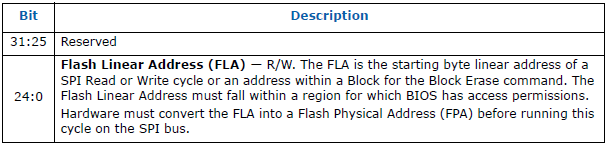 Bit Description
31:25 Reserved
Flash Linear Address (FLA) — R/W. The FLA is the starting byte linear address of a
SPI Read or Write cycle or an address within a Block for the Block Erase command. The
24:0 Flash Linear Address must fall within a region for which BIOS has access permissions.
Hardware must convert the FLA into a Flash Physical Address (FPA) before running this
cycle on the SPI bus.